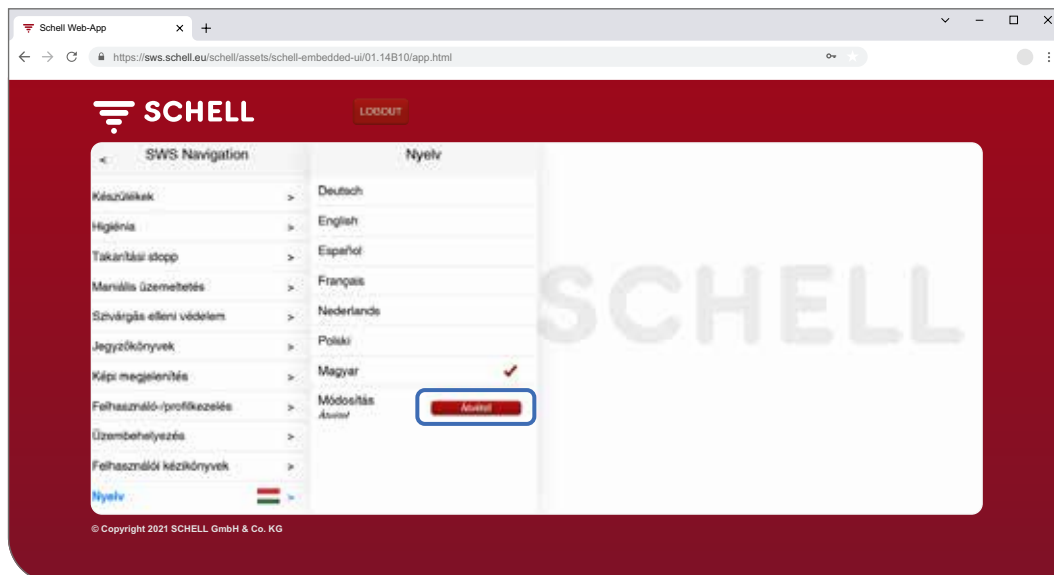 Schell Web-App
https://sws.schell.eu/schell/assets/schell-embedded-ui/01.14B10/app.html
SCHELL
LOGOUT
SWS Navigation
Készülékek
Higiénia
Takarítási stopp
Manuális üzemeltetés
Szivárgás elleni védelem
Jegyzőkönyvek
Képi megjelenítés
Felhasználó-/profilkezelés
Üzembehelyezés
Felhasználói kézikönyvek
Nyelv
Nyelv
Deutsch
English
Español
Français
Nederlands
Polski
Magyar
Módosítás
Átvétel
Átvétel
SCHELL
© Copyright 2021 SCHELL GmbH & Co. KG